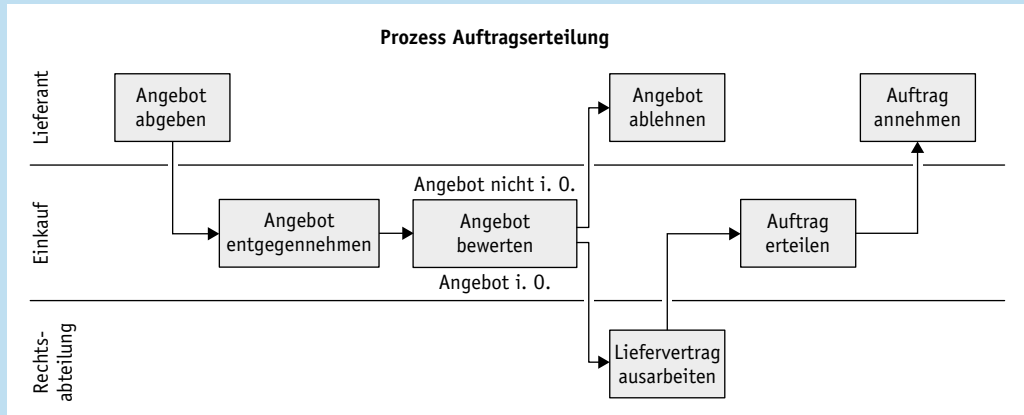 Prozess Auftragserteilung
Lieferant
Angebot
abgeben
Angebot
ablehnen
Auftrag
annehmen
Einkauf
Angebot
entgegennehmen
Angebot nicht i. O.
Angebot
bewerten
Angebot i. O.
Auftrag
erteilen
Rechts-
abteilung
Liefervertrag
ausarbeiten